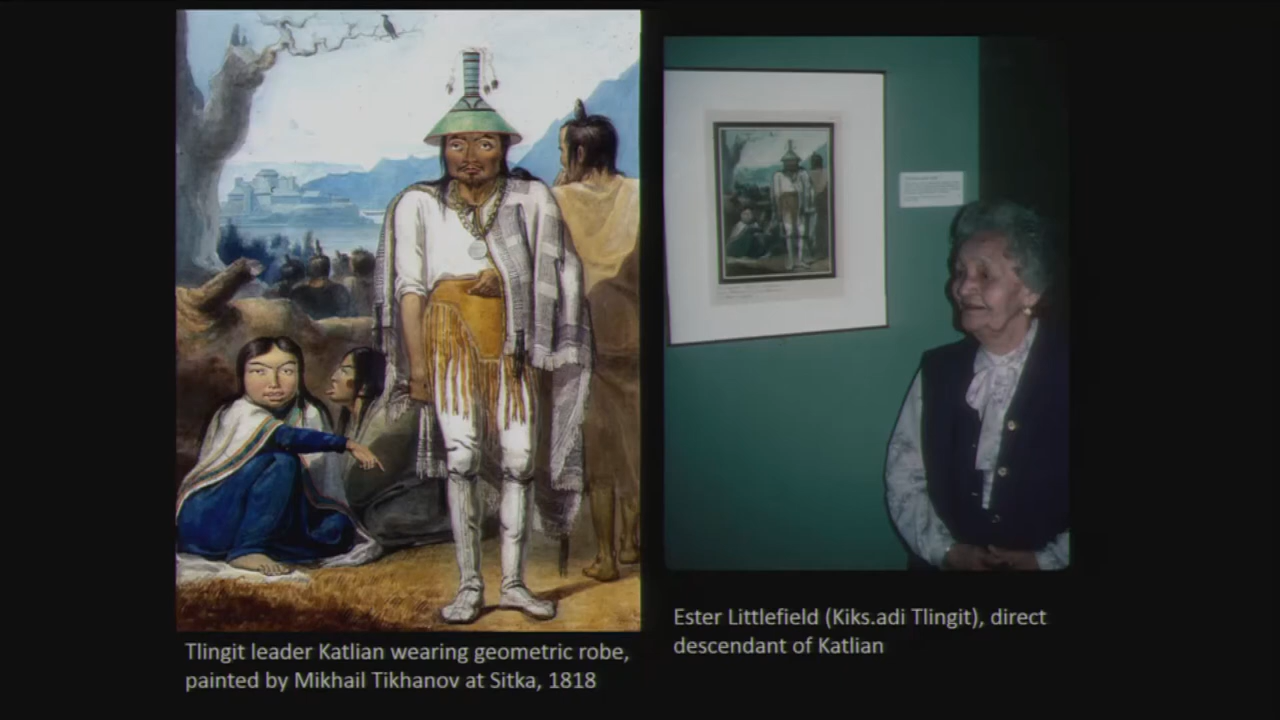 Tlingit leader Katlian wearing geometric robe,
painted by Mikhail Tikhanov at Sitka, 1818
Ester Littlefield (Kiks.adi Tlingit), direct
descendant of Katlian